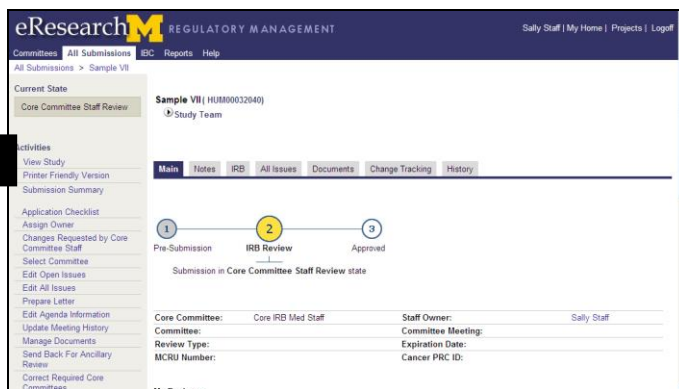 eResearch M REGULATORY MANAGEMENT
Sally Staff | My Home | Projects | Logoff
Committees All Submissions IBC Reports Help
All Submissions > Sample VII
Current State
Core Committee Staff Review
Sample VII ( HUM00032040)
Study Team
Activities
View Study
Printer Friendly Version
Submission Summary
Application Checklist
Assign Owner
Changes Requested by Core
Committee Staff
Select Committee
Edit Open Issues
Edit All Issues
Prepare Letter
Edit Agenda Information
Update Meeting History
Manage Documents
Send Back For Ancillary
Review
Correct Required Core
Committees
Main Notes IRB All Issues Documents Change Tracking History
1 2 3
Pre-Submission IRB Review Approved
Submission in Core Committee Staff Review state
Core Committee: Core IRB Med Staff Staff Owner: Sally Staff
Committee: Committee Meeting:
Review Type: Expiration Date:
MCRU Number: Cancer PRC ID: